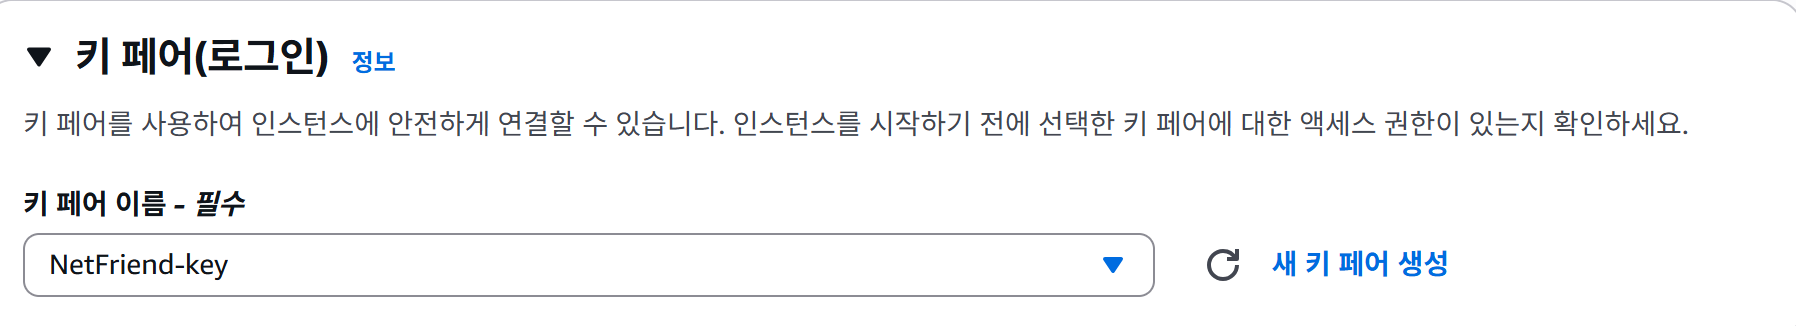 키 페어(로그인) 정보
키 페어를 사용하여 인스턴스에 안전하게 연결할 수 있습니다. 인스턴스를 시작하기 전에 선택한 키 페어에 대한 액세스 권한이 있는지 확인하세요.
키 페어 이름 - 필수
NetFriend-key 새 키 페어 생성